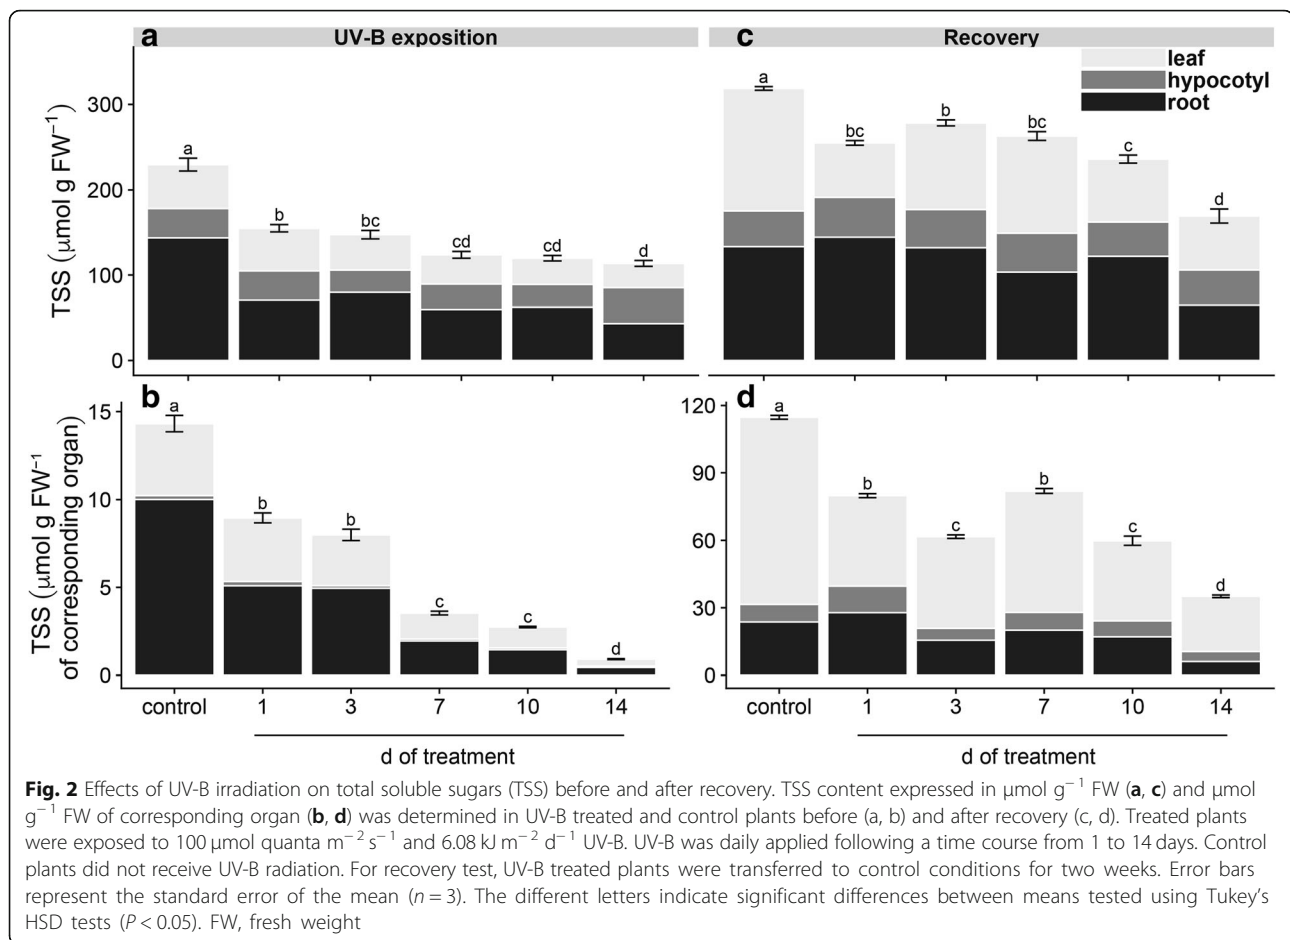 a
UV-B exposition
c
Recovery
leaf
hypocotyl
root
TSS (µmol g FW⁻¹)
300
200
100
0
a
b
bc
cd
cd
d
a
bc
b
bc
c
d
b
d
TSS (µmol g FW⁻¹
of corresponding organ)
15
10
5
0
a
b
b
c
c
d
120
90
60
30
0
a
b
c
b
c
d
control 1 3 7 10 14
d of treatment
control 1 3 7 10 14
d of treatment
Fig. 2 Effects of UV-B irradiation on total soluble sugars (TSS) before and after recovery. TSS content expressed in µmol g⁻¹ FW (a, c) and µmol
g⁻¹ FW of corresponding organ (b, d) was determined in UV-B treated and control plants before (a, b) and after recovery (c, d). Treated plants
were exposed to 100 µmol quanta m⁻² s⁻¹ and 6.08 kJ m⁻² d⁻¹ UV-B. UV-B was daily applied following a time course from 1 to 14 days. Control
plants did not receive UV-B radiation. For recovery test, UV-B treated plants were transferred to control conditions for two weeks. Error bars
represent the standard error of the mean (n = 3). The different letters indicate significant differences between means tested using Tukey's
HSD tests (P < 0.05). FW, fresh weight